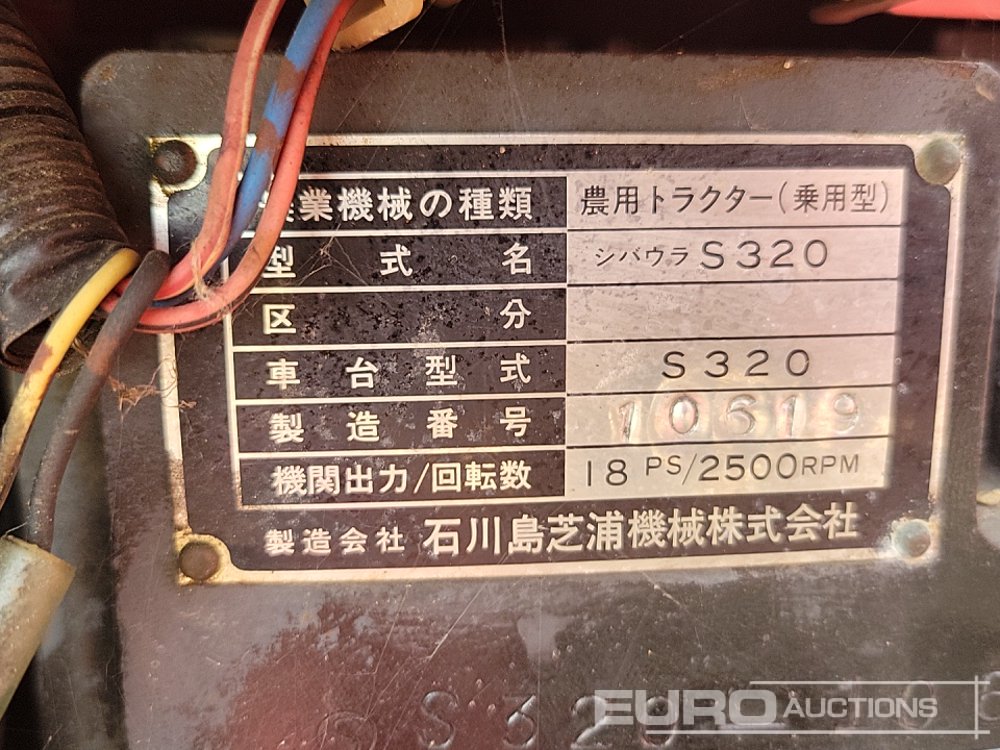 業機械の種類 農用トラクター(乗用型)
型式名 シバウラ S320
区分
車台型式 S320
製造番号 10619
機関出力/回転数 18 PS/2500RPM
製造会社 石川島芝浦機械株式会社
S320
EURO AUCTIONS